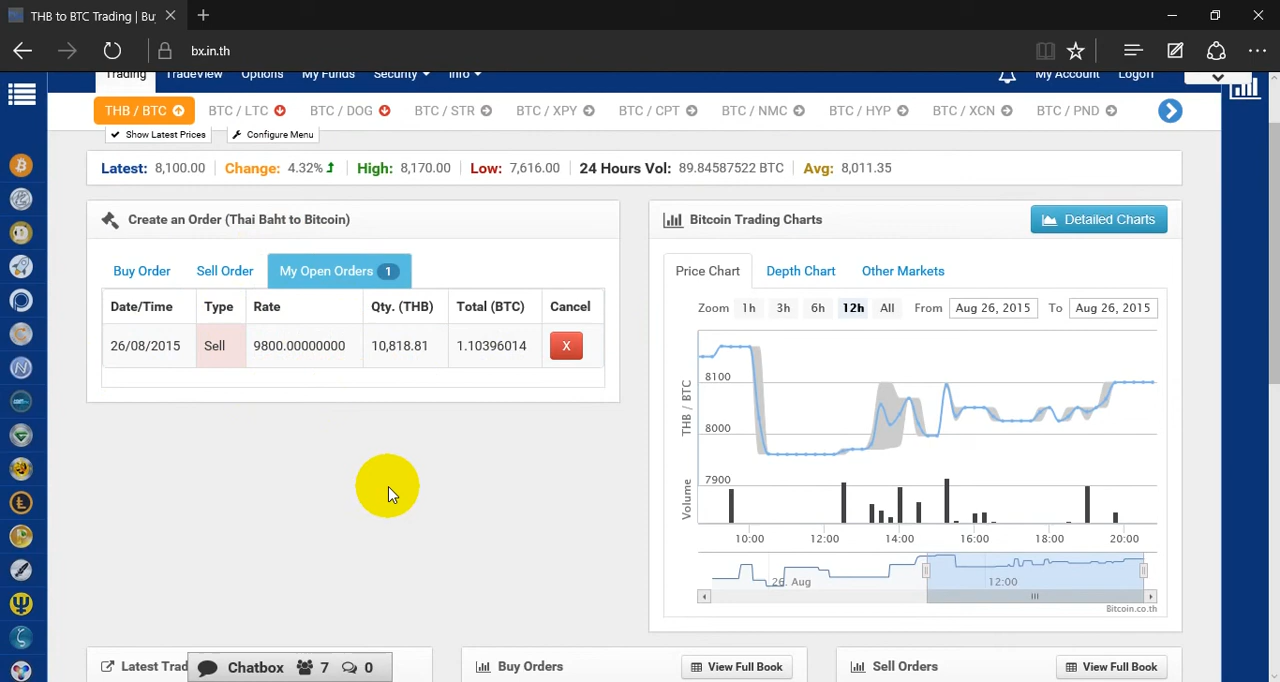 THB to BTC Trading | Bu
bx.in.th
Trading TradeView Options My Funds Security Info My Account Logoff
THB / BTC BTC / LTC BTC / DOG BTC / STR BTC / XPY BTC / CPT BTC / NMC BTC / HYP BTC / XCN BTC / PND
Show Latest Prices Configure Menu
Latest: 8,100.00 Change: 4.32% High: 8,170.00 Low: 7,616.00 24 Hours Vol: 89.84587522 BTC Avg: 8,011.35
Create an Order (Thai Baht to Bitcoin)
Buy Order Sell Order My Open Orders 1
Date/Time Type Rate Qty. (THB) Total (BTC) Cancel
26/08/2015 Sell 9800.00000000 10,818.81 1.10396014 X
Bitcoin Trading Charts Detailed Charts
Price Chart Depth Chart Other Markets
Zoom 1h 3h 6h 12h All From Aug 26, 2015 To Aug 26, 2015
THB / BTC
8100
8000
7900
Volume
10:00 12:00 14:00 16:00 18:00 20:00
26. Aug 12:00
Bitcoin.co.th
Latest Trad
Chatbox 7 0
Buy Orders View Full Book
Sell Orders View Full Book